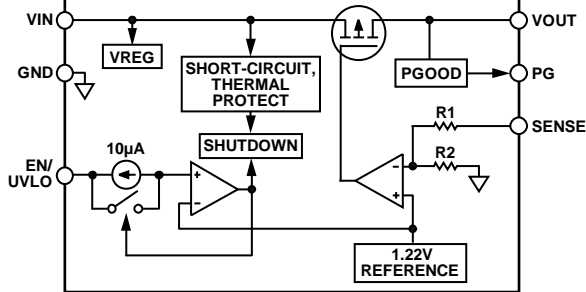 VIN
VOUT
VREG
GND
SHORT-CIRCUIT,
THERMAL
PROTECT
PGOOD
PG
R1
SENSE
10µA
SHUTDOWN
R2
EN/
UVLO
+
–
–
+
1.22V
REFERENCE